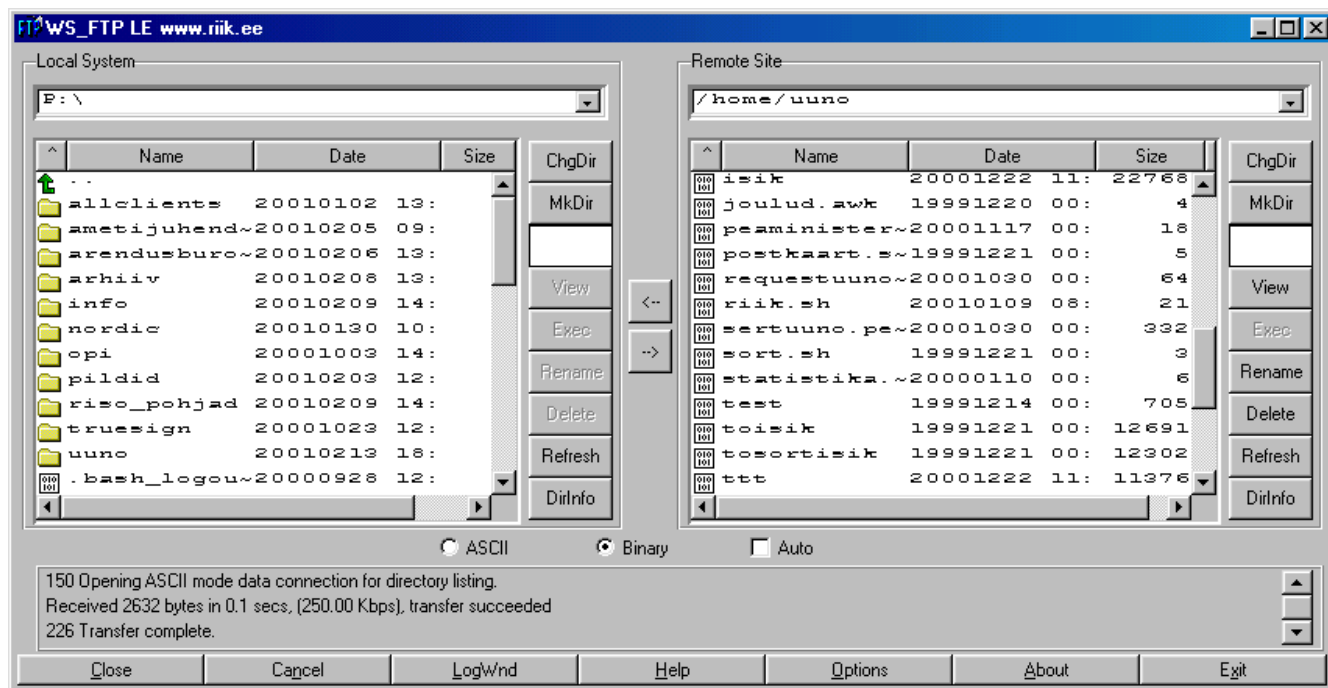 WS_FTP LE www.riik.ee
Local System
P:\
^ Name Date Size
..
allclients 20010102 13:
ametijuhend~20010205 09:
arendusburo~20010206 13:
arhiiv 20010208 13:
info 20010209 14:
nordic 20010130 10:
opi 20001003 14:
pildid 20010203 12:
riso_pohjad 20010209 14:
truesign 20001023 12:
uuno 20010213 18:
.bash_logou~20000928 12:
ChgDir
MkDir
View
Exec
Rename
Delete
Refresh
DirInfo
<--
-->
Remote Site
/home/uuno
^ Name Date Size
isik 20001222 11: 22768
joulud.awk 19991220 00: 4
peaminister~20001117 00: 18
postkaart.s~19991221 00: 5
requestuuno~20001030 00: 64
riik.sh 20010109 08: 21
sertuuno.pe~20001030 00: 332
sort.sh 19991221 00: 3
statistika.~20000110 00: 6
test 19991214 00: 705
toisik 19991221 00: 12691
tosortisik 19991221 00: 12302
ttt 20001222 11: 11376
ChgDir
MkDir
View
Exec
Rename
Delete
Refresh
DirInfo
ASCII Binary Auto
150 Opening ASCII mode data connection for directory listing.
Received 2632 bytes in 0.1 secs, (250.00 Kbps), transfer succeeded
226 Transfer complete.
Close Cancel LogWnd Help Options About Exit